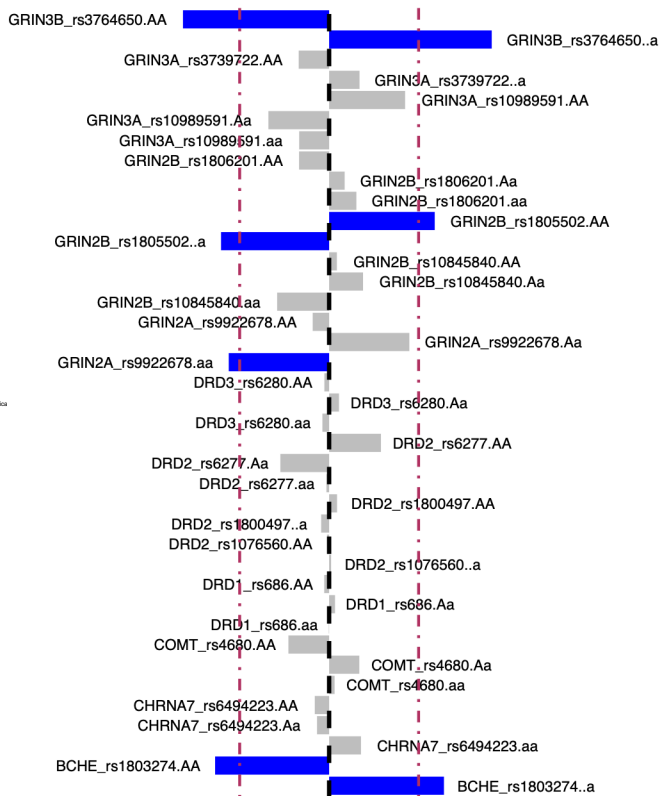 GRIN3B_rs3764650.AA
GRIN3B_rs3764650..a
GRIN3A_rs3739722.AA
GRIN3A_rs3739722..a
GRIN3A_rs10989591.AA
GRIN3A_rs10989591.Aa
GRIN3A_rs10989591.aa
GRIN2B_rs1806201.AA
GRIN2B_rs1806201.Aa
GRIN2B_rs1806201.aa
GRIN2B_rs1805502.AA
GRIN2B_rs1805502..a
GRIN2B_rs10845840.AA
GRIN2B_rs10845840.Aa
GRIN2B_rs10845840.aa
GRIN2A_rs9922678.AA
GRIN2A_rs9922678.Aa
GRIN2A_rs9922678.aa
DRD3_rs6280.AA
DRD3_rs6280.Aa
DRD3_rs6280.aa
DRD2_rs6277.AA
DRD2_rs6277.Aa
DRD2_rs6277.aa
DRD2_rs1800497.AA
DRD2_rs1800497..a
DRD2_rs1076560.AA
DRD2_rs1076560..a
DRD1_rs686.AA
DRD1_rs686.Aa
DRD1_rs686.aa
COMT_rs4680.AA
COMT_rs4680.Aa
COMT_rs4680.aa
CHRNA7_rs6494223.AA
CHRNA7_rs6494223.Aa
CHRNA7_rs6494223.aa
BCHE_rs1803274.AA
BCHE_rs1803274..a